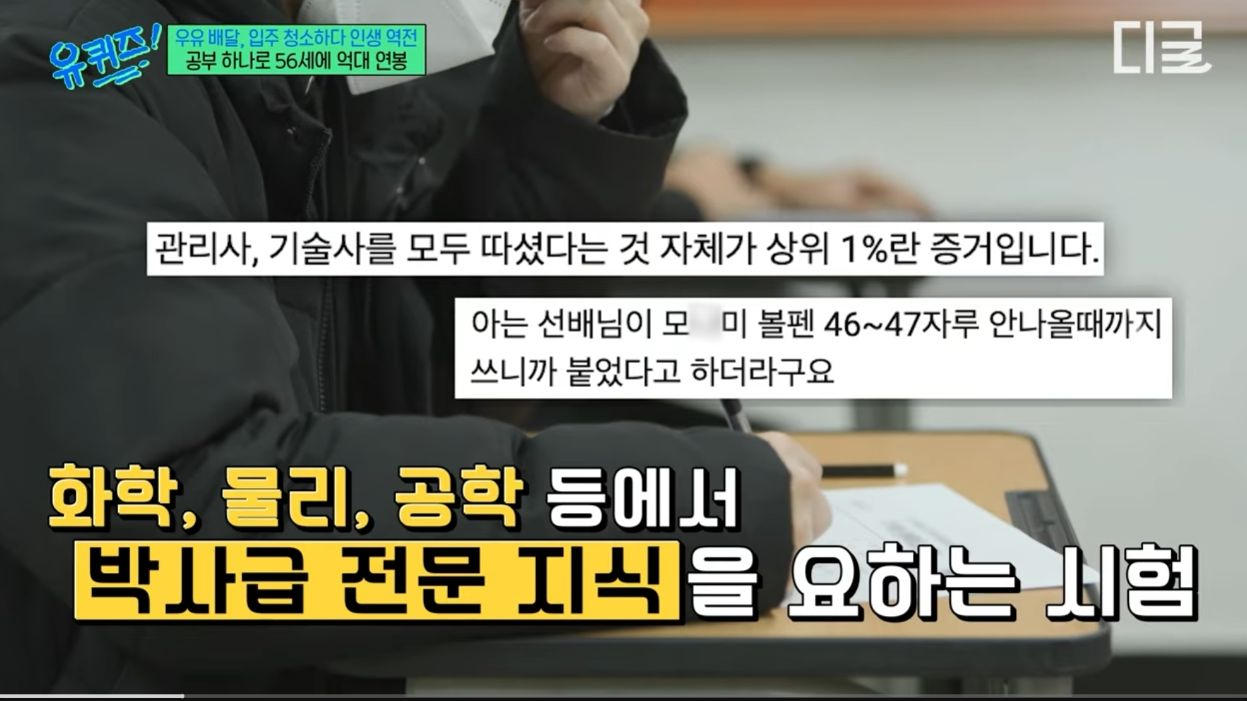 유퀴즈!
우유 배달, 입주 청소하다 인생 역전
공부 하나로 56세에 억대 연봉
디글
관리사, 기술사를 모두 따셨다는 것 자체가 상위 1%란 증거입니다.
아는 선배님이 모 미 볼펜 46~47자루 안나올때까지
쓰니까 붙었다고 하더라구요
화학, 물리, 공학 등에서
박사급 전문 지식을 요하는 시험